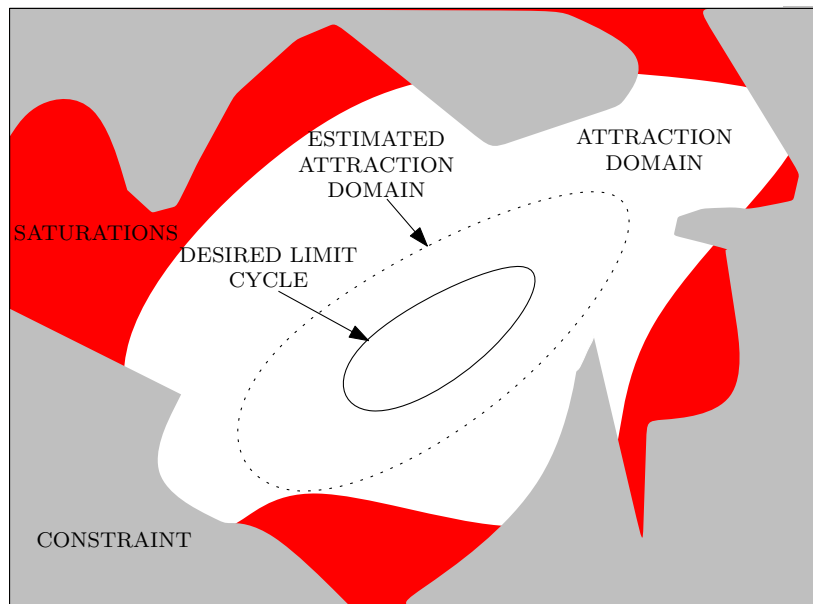 ESTIMATED
ATTRACTION
DOMAIN
ATTRACTION
DOMAIN
SATURATIONS
DESIRED LIMIT
CYCLE
CONSTRAINT